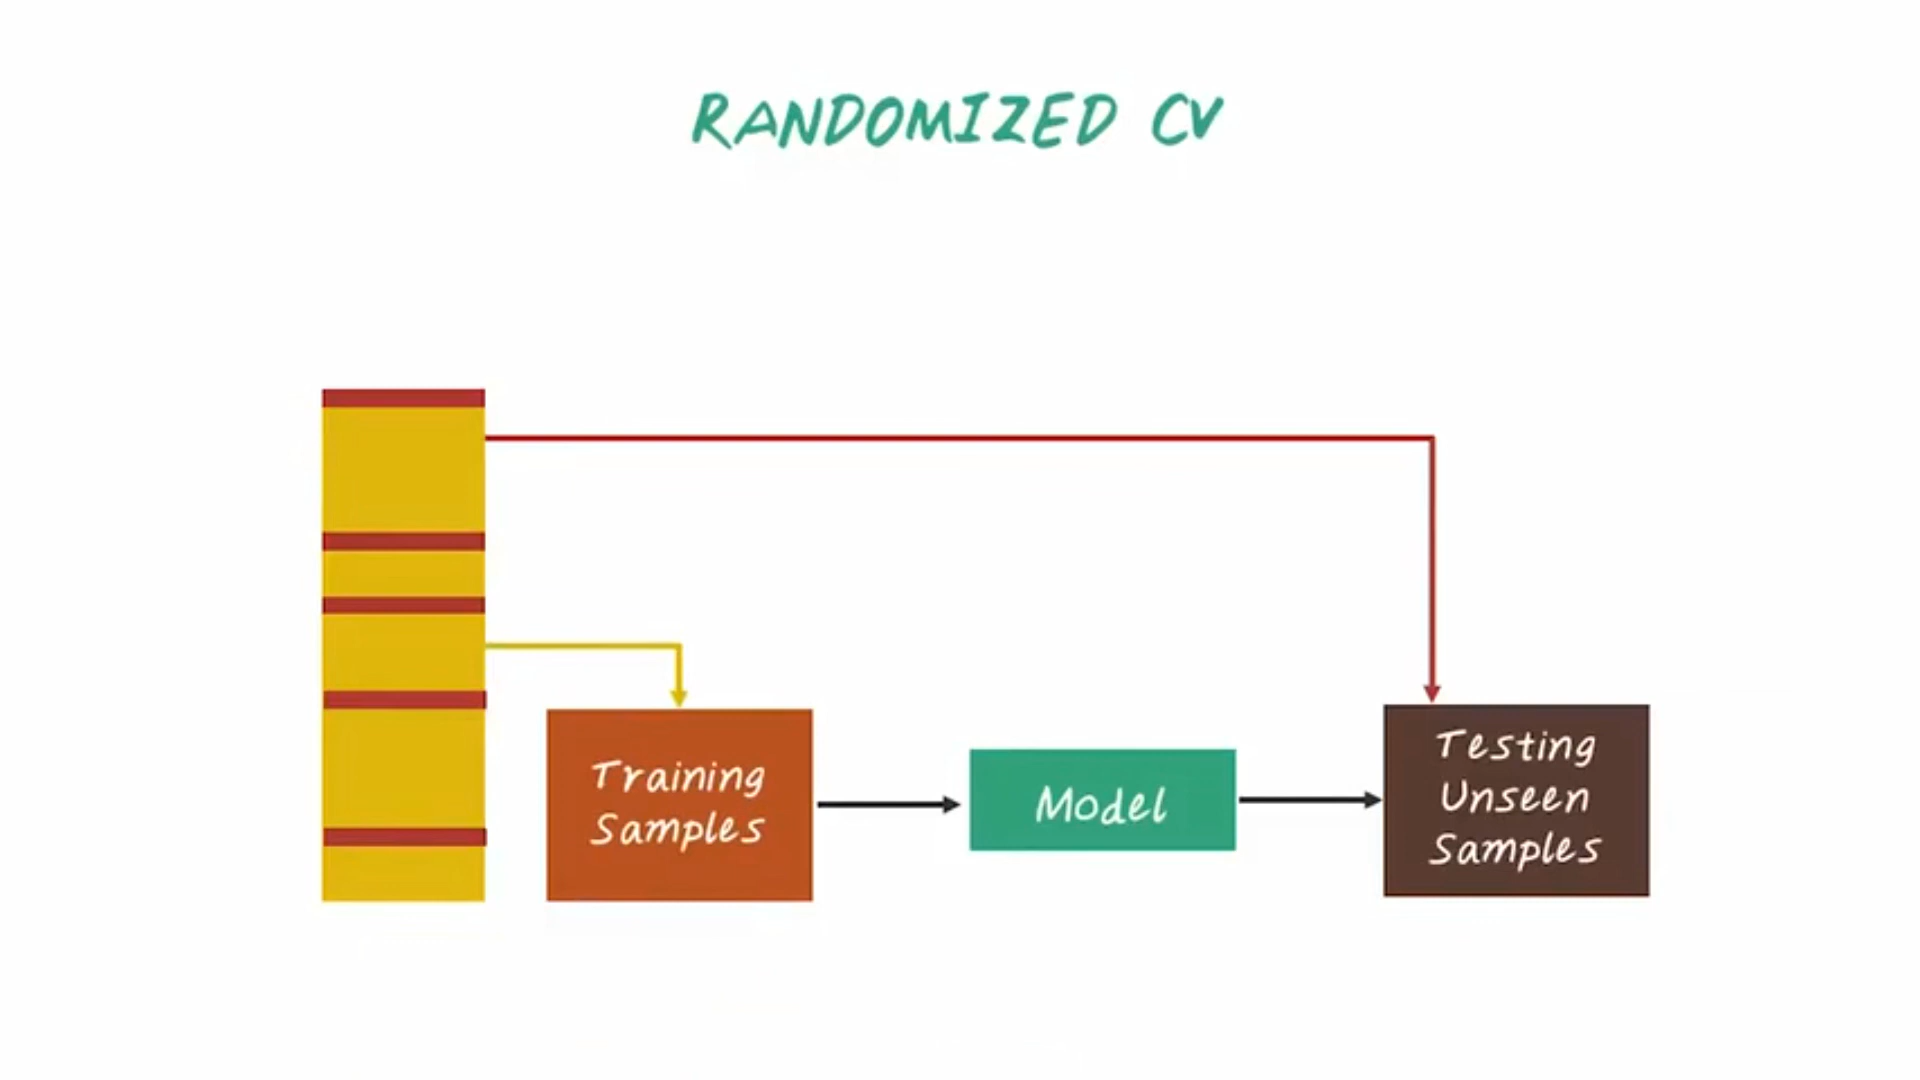 RANDOMIZED CV
Training
Samples
Model
Testing
Unseen
Samples